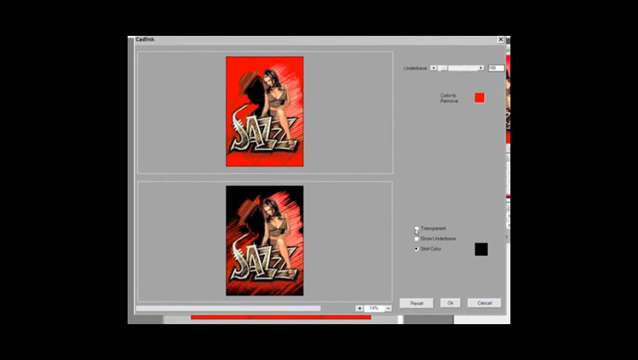 Cadlink
Underbase
Color to
Remove
JAZZ
Transparent
Show Underbase
Shirt Color
JAZZ
14%
Reset
Ok
Cancel